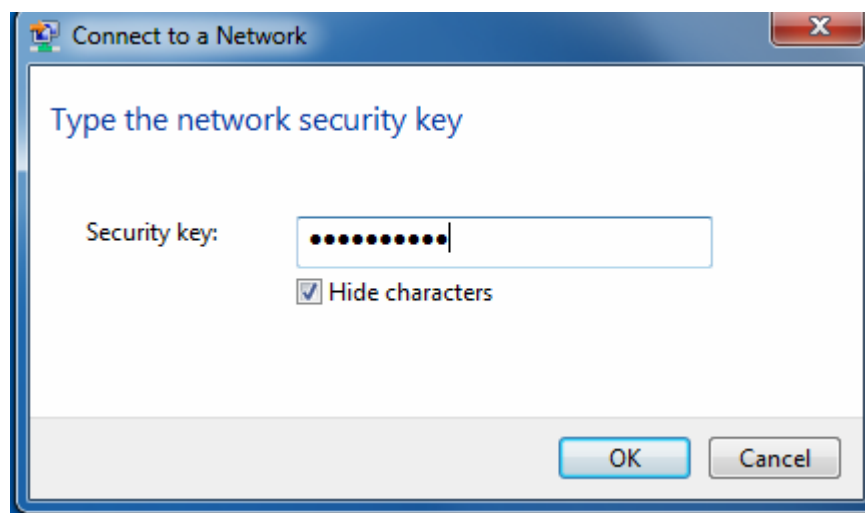 Connect to a Network
Type the network security key
Security key: ••••••••••
Hide characters
OK Cancel